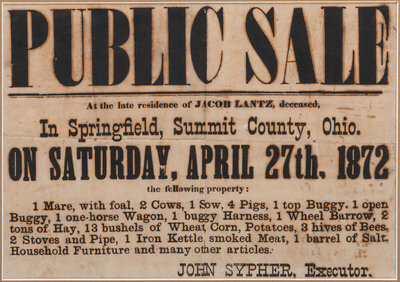 PUBLIC SALE
At the late residence of JACOB LANTZ, deceased,
In Springfield, Summit County, Ohio.
ON SATURDAY, APRIL 27th, 1872
the following property:
1 Mare, with foal, 2 Cows, 1 Sow, 4 Pigs, 1 top Buggy, 1 open
Buggy, 1 one-horse Wagon, 1 buggy Harness, 1 Wheel Barrow, 2
tons of Hay, 13 bushels of Wheat, Corn, Potatoes, 3 hives of Bees,
2 Stoves and Pipe, 1 Iron Kettle, smoked Meat, 1 barrel of Salt,
Household Furniture and many other articles.
JOHN SYPHER, Executor.